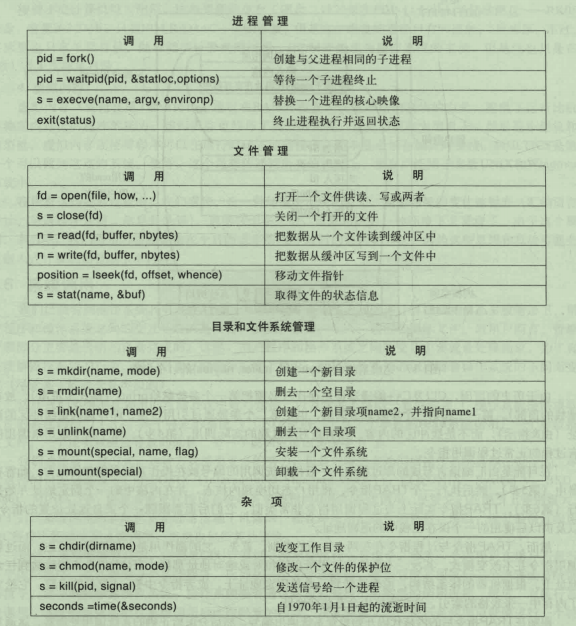 进程管理
调 用 说 明
pid = fork() 创建与父进程相同的子进程
pid = waitpid(pid, &statloc,options) 等待一个子进程终止
s = execve(name, argv, environp) 替换一个进程的核心映像
exit(status) 终止进程执行并返回状态
文件管理
调 用 说 明
fd = open(file, how, ...) 打开一个文件供读、写或两者
s = close(fd) 关闭一个打开的文件
n = read(fd, buffer, nbytes) 把数据从一个文件读到缓冲区中
n = write(fd, buffer, nbytes) 把数据从缓冲区写到一个文件中
position = lseek(fd, offset, whence) 移动文件指针
s = stat(name, &buf) 取得文件的状态信息
目录和文件系统管理
调 用 说 明
s = mkdir(name, mode) 创建一个新目录
s = rmdir(name) 删去一个空目录
s = link(name1, name2) 创建一个新目录项name2，并指向name1
s = unlink(name) 删去一个目录项
s = mount(special, name, flag) 安装一个文件系统
s = umount(special) 卸载一个文件系统
杂 项
调 用 说 明
s = chdir(dirname) 改变工作目录
s = chmod(name, mode) 修改一个文件的保护位
s = kill(pid, signal) 发送信号给一个进程
seconds =time(&seconds) 自1970年1月1日起的流逝时间